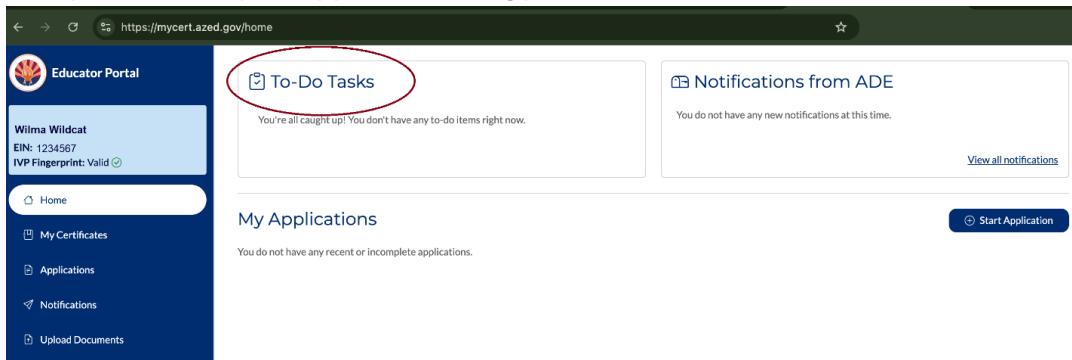 https://mycert.azed.gov/home
Educator Portal
Wilma Wildcat
EIN: 1234567
IVP Fingerprint: Valid
Home
My Certificates
Applications
Notifications
Upload Documents
To-Do Tasks
You're all caught up! You don't have any to-do items right now.
Notifications from ADE
You do not have any new notifications at this time.
View all notifications
My Applications
Start Application
You do not have any recent or incomplete applications.